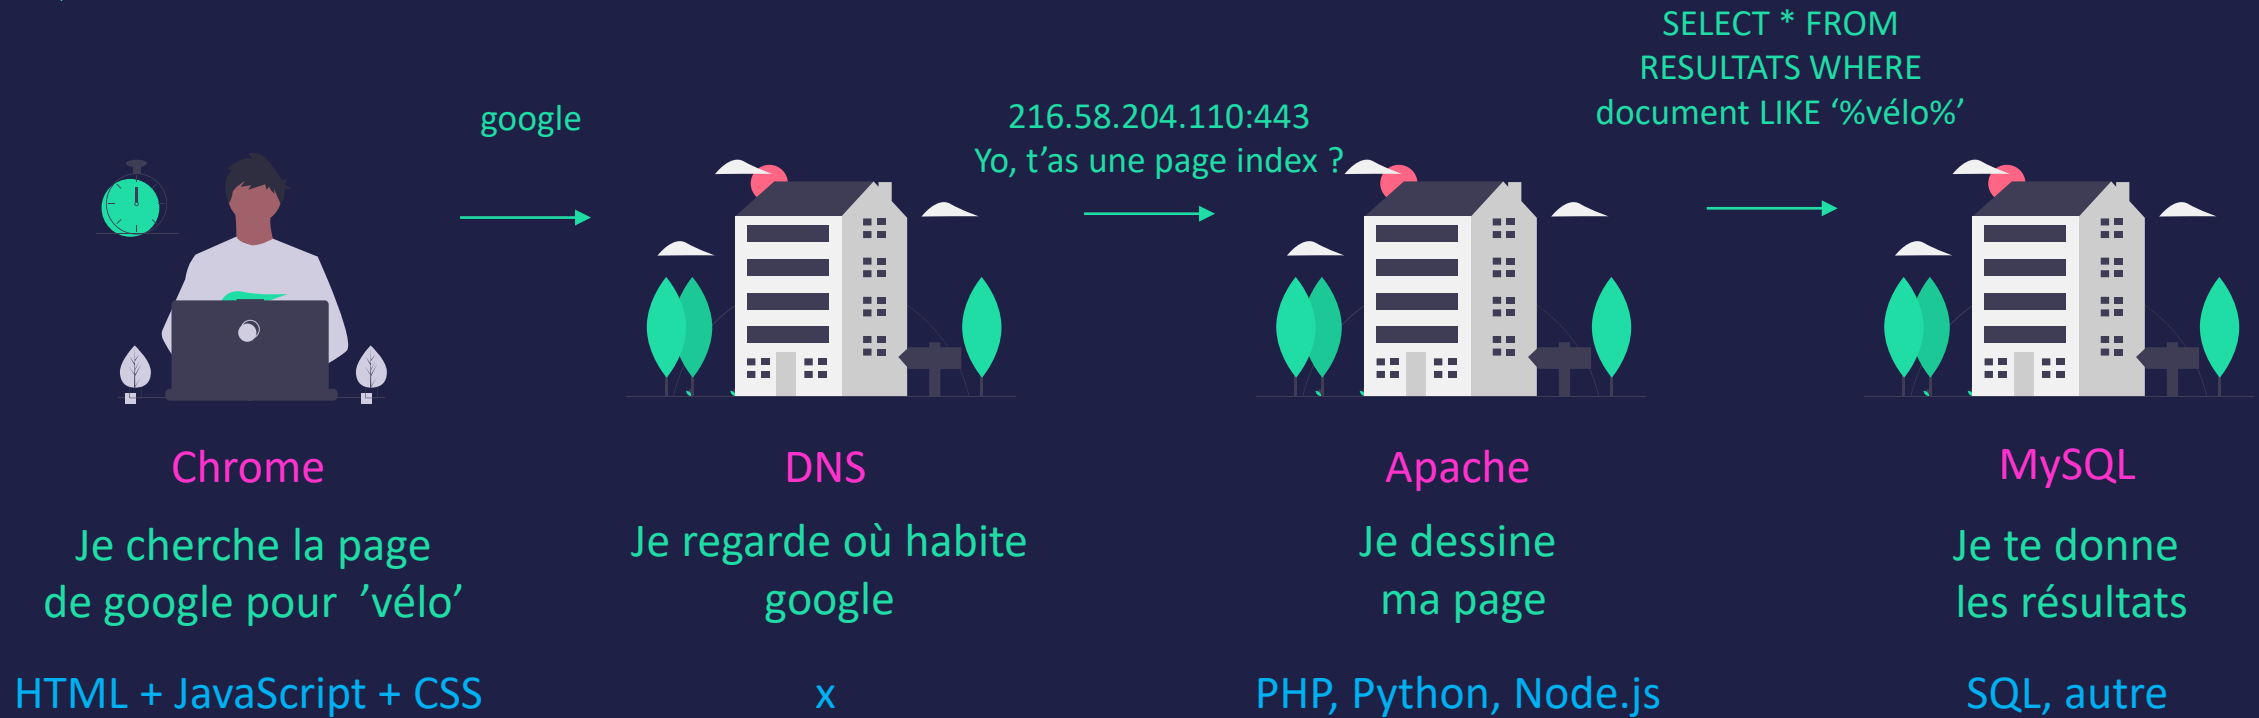 google
216.58.204.110:443
Yo, t’as une page index ?
SELECT * FROM
RESULTATS WHERE
document LIKE ‘%vélo%’
Chrome
DNS
Apache
MySQL
Je cherche la page
de google pour ’vélo’
Je regarde où habite
google
Je dessine
ma page
Je te donne
les résultats
HTML + JavaScript + CSS
x
PHP, Python, Node.js
SQL, autre